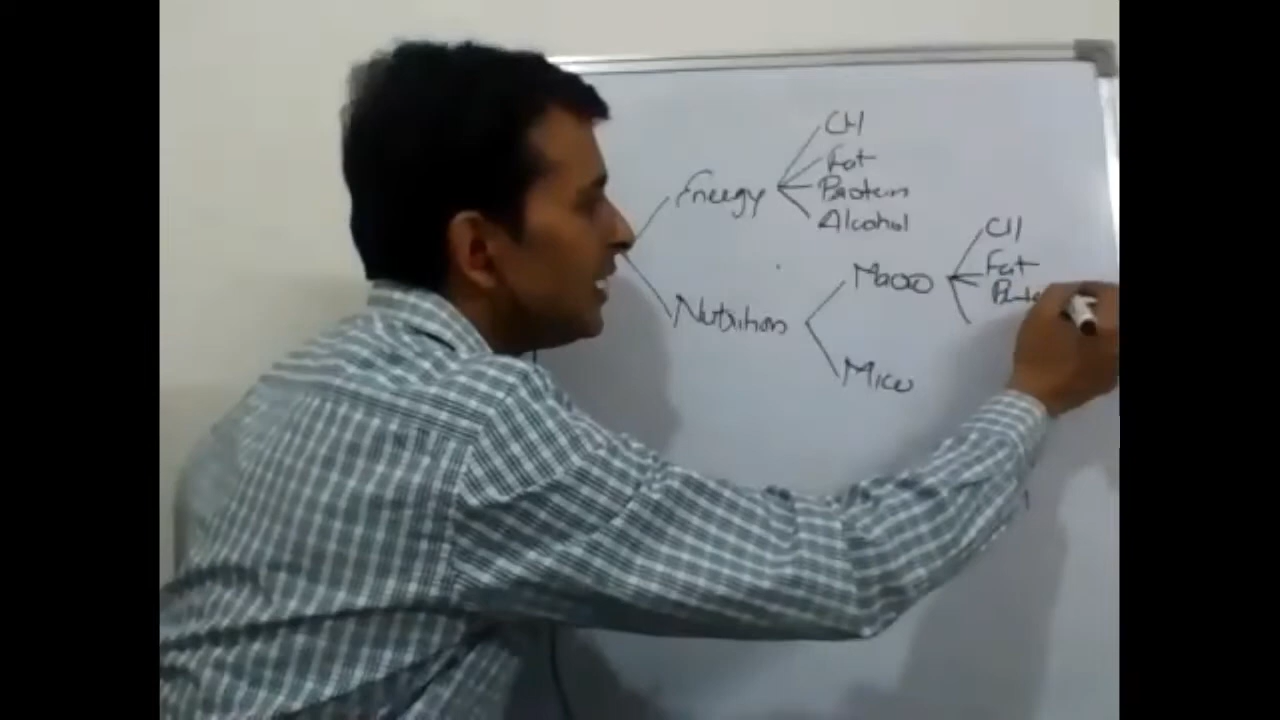 CH
Fat
Protein
Alcohol
Energy
CH
Fat
Macro
Nutrition
Micro